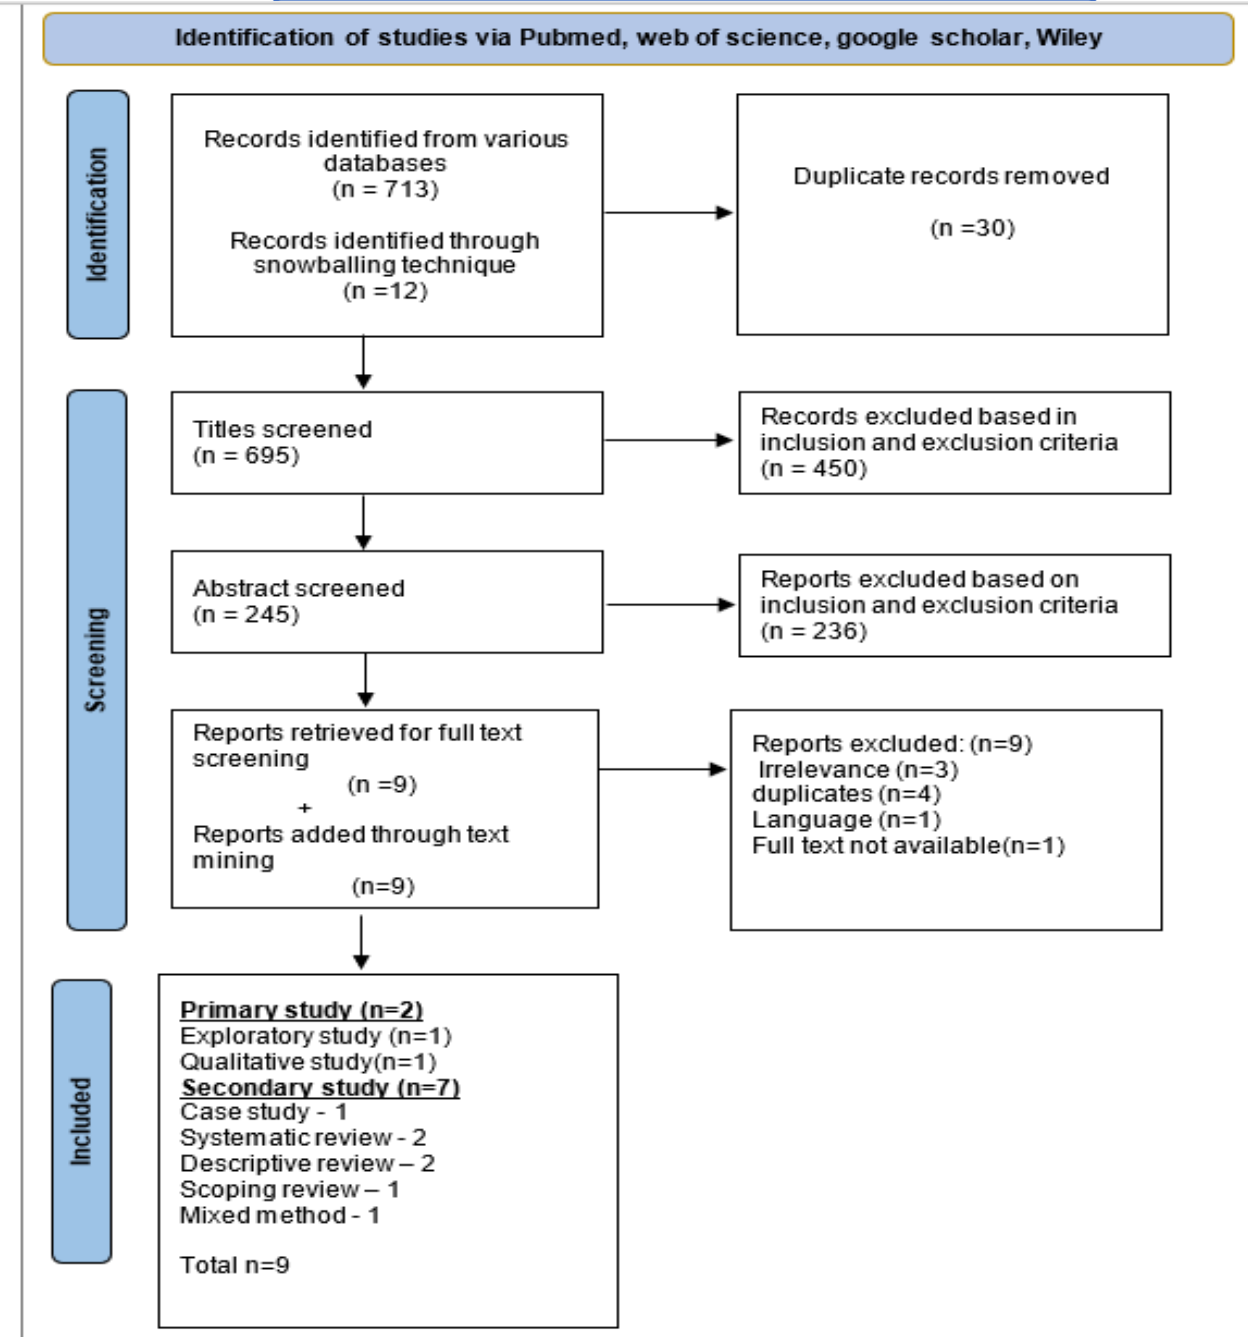 Identification of studies via Pubmed, web of science, google scholar, Wiley
Identification
Records identified from various
databases
(n = 713)
Records identified through
snowballing technique
(n =12)
Duplicate records removed
(n =30)
Screening
Titles screened
(n = 695)
Records excluded based in
inclusion and exclusion criteria
(n = 450)
Abstract screened
(n = 245)
Reports excluded based on
inclusion and exclusion criteria
(n = 236)
Reports retrieved for full text
screening
(n =9)
+
Reports added through text
mining
(n=9)
Reports excluded: (n=9)
Irrelevance (n=3)
duplicates (n=4)
Language (n=1)
Full text not available(n=1)
Included
Primary study (n=2)
Exploratory study (n=1)
Qualitative study(n=1)
Secondary study (n=7)
Case study - 1
Systematic review - 2
Descriptive review – 2
Scoping review – 1
Mixed method - 1
Total n=9